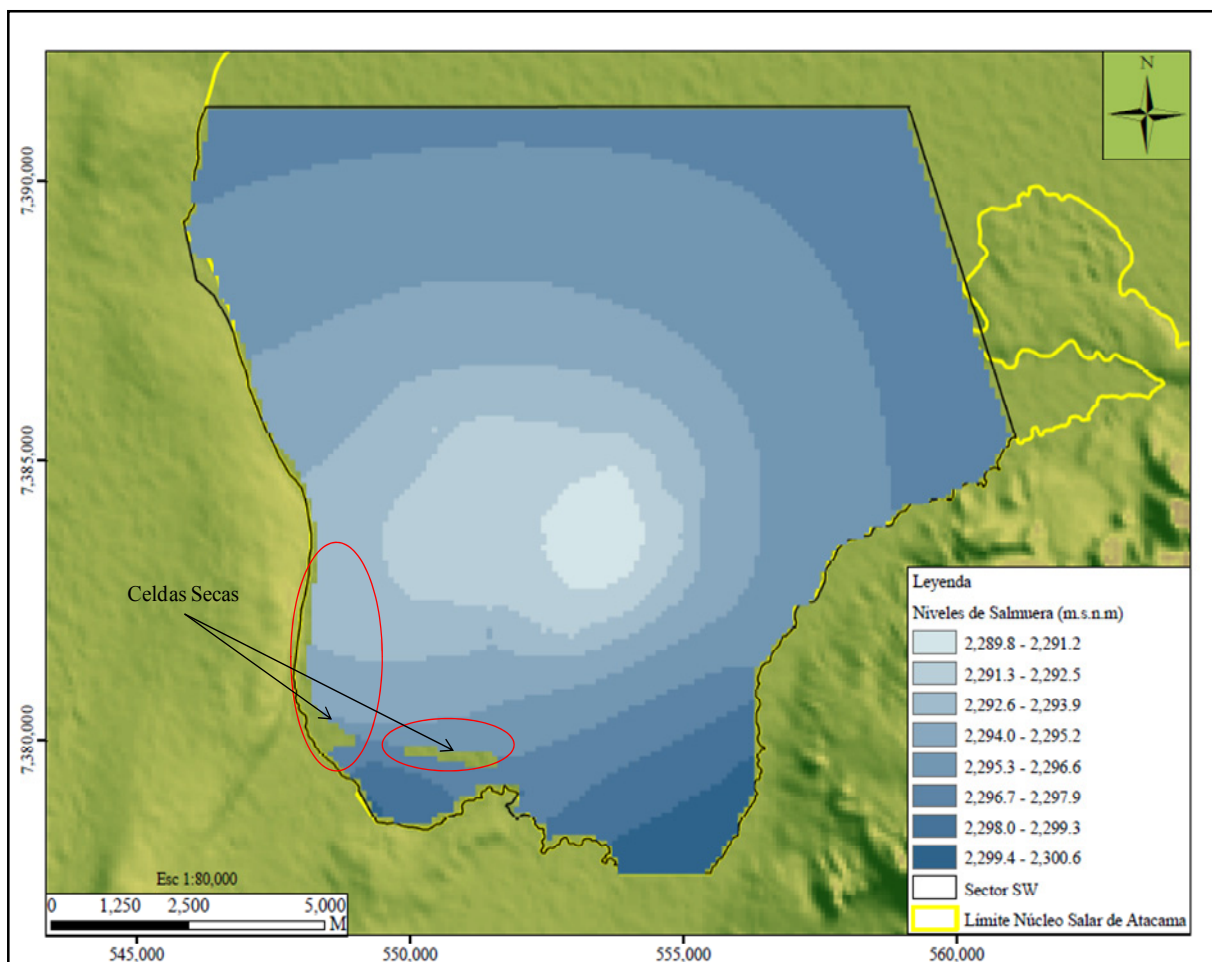 N
7,390,000
7,385,000
7,380,000
Celdas Secas
Leyenda
Niveles de Salmuera (m.s.n.m)
2,289.8 - 2,291.2
2,291.3 - 2,292.5
2,292.6 - 2,293.9
2,294.0 - 2,295.2
2,295.3 - 2,296.6
2,296.7 - 2,297.9
2,298.0 - 2,299.3
2,299.4 - 2,300.6
Sector SW
Límite Núcleo Salar de Atacama
Esc 1:80,000
0 1,250 2,500 5,000
M
545,000 550,000 555,000 560,000